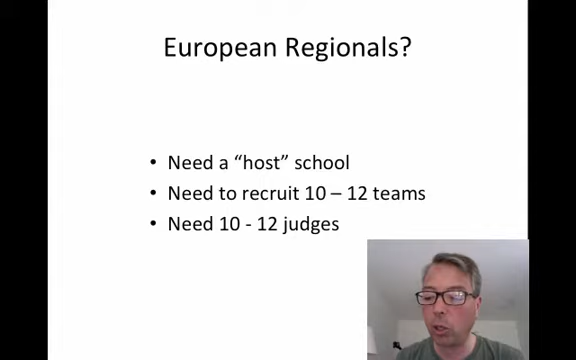 European Regionals?
• Need a “host” school
• Need to recruit 10 – 12 teams
• Need 10 - 12 judges